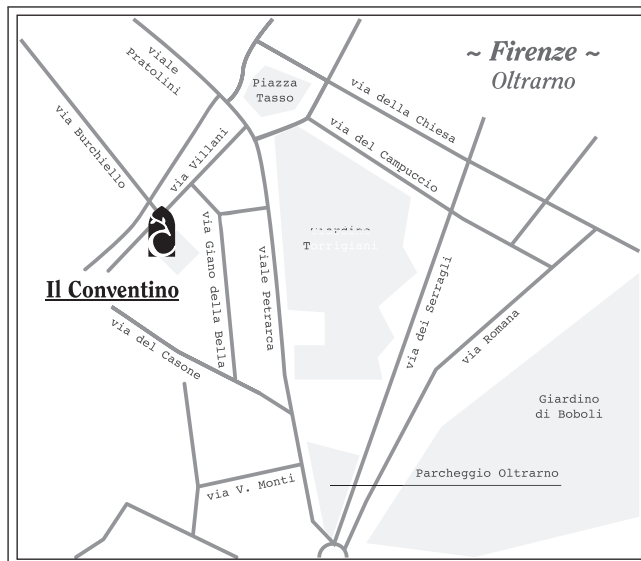 ~ Firenze ~
Oltrarno
viale
Pratolini
Piazza
Tasso
via della Chiesa
via Burchiello
via Villani
via del Campuccio
Torrigiani
via Giano della Bella
viale Petrarca
via dei Serragli
Il Conventino
via del Casone
via Romana
Giardino
di Boboli
via V. Monti
Parcheggio Oltrarno